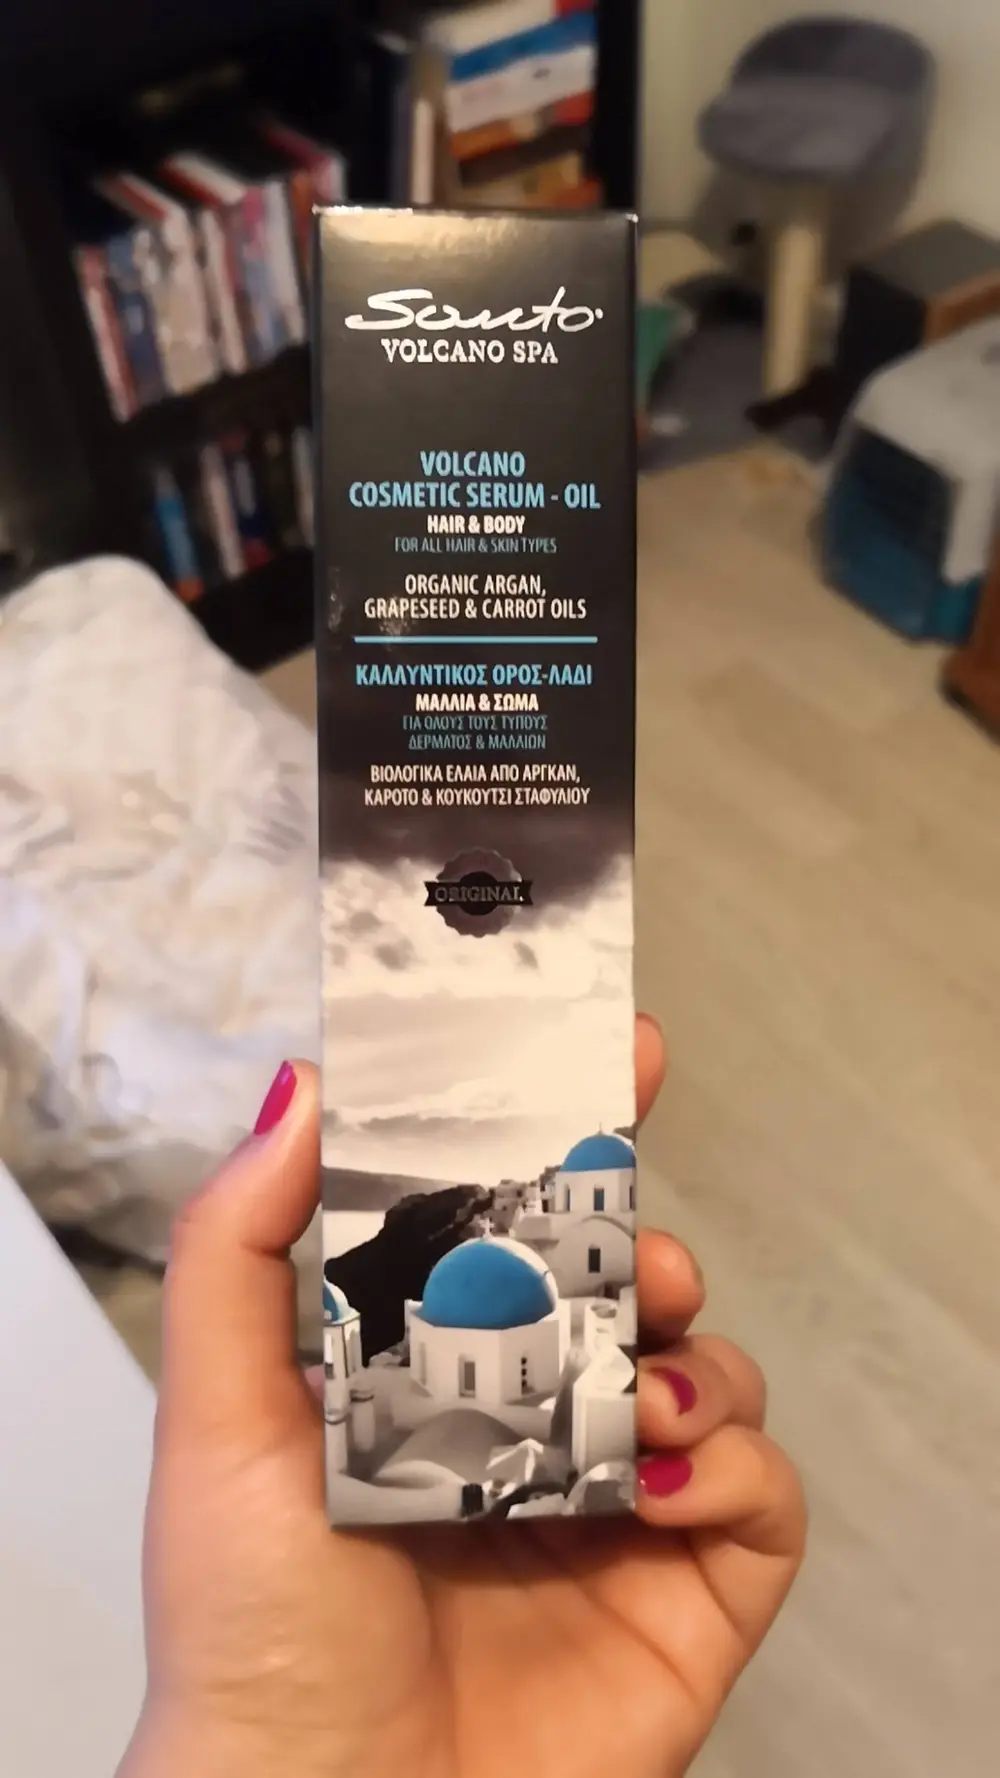 Santo
VOLCANO SPA
VOLCANO
COSMETIC SERUM - OIL
HAIR & BODY
FOR ALL HAIR & SKIN TYPES
ORGANIC ARGAN,
GRAPESEED & CARROT OILS
ΚΑΛΛΥΝΤΙΚΟΣ ΟΡΟΣ-ΛΑΔΙ
ΜΑΛΛΙΑ & ΣΩΜΑ
ΓΙΑ ΟΛΟΥΣ ΤΟΥΣ ΤΥΠΟΥΣ
ΔΕΡΜΑΤΟΣ & ΜΑΛΛΙΩΝ
ΒΙΟΛΟΓΙΚΑ ΕΛΑΙΑ ΑΠΟ ΑΡΓΚΑΝ,
ΚΑΡΟΤΟ & ΚΟΥΚΟΥΤΣΙ ΣΤΑΦΥΛΙΟΥ
ORIGINAL